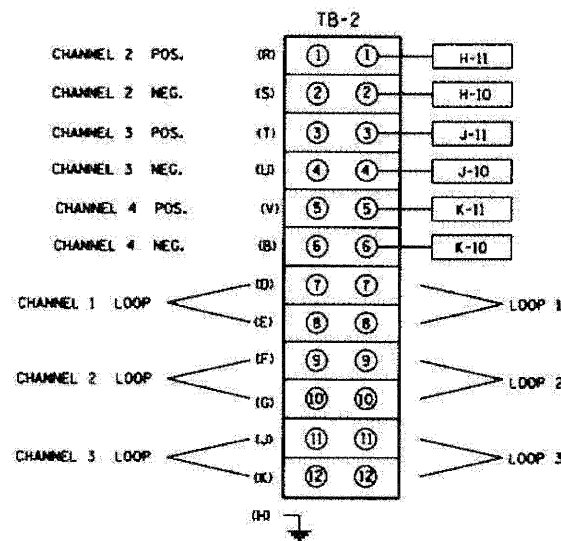 TB-2
CHANNEL 2 POS. (R) 1 1 H-11
CHANNEL 2 NEG. (S) 2 2 H-10
CHANNEL 3 POS. (T) 3 3 J-11
CHANNEL 3 NEG. (U) 4 4 J-10
CHANNEL 4 POS. (V) 5 5 K-11
CHANNEL 4 NEG. (B) 6 6 K-10
(D) 7 7
CHANNEL 1 LOOP LOOP 1
(E) 8 8
(F) 9 9
CHANNEL 2 LOOP LOOP 2
(G) 10 10
(J) 11 11
CHANNEL 3 LOOP LOOP 3
(K) 12 12
(H)